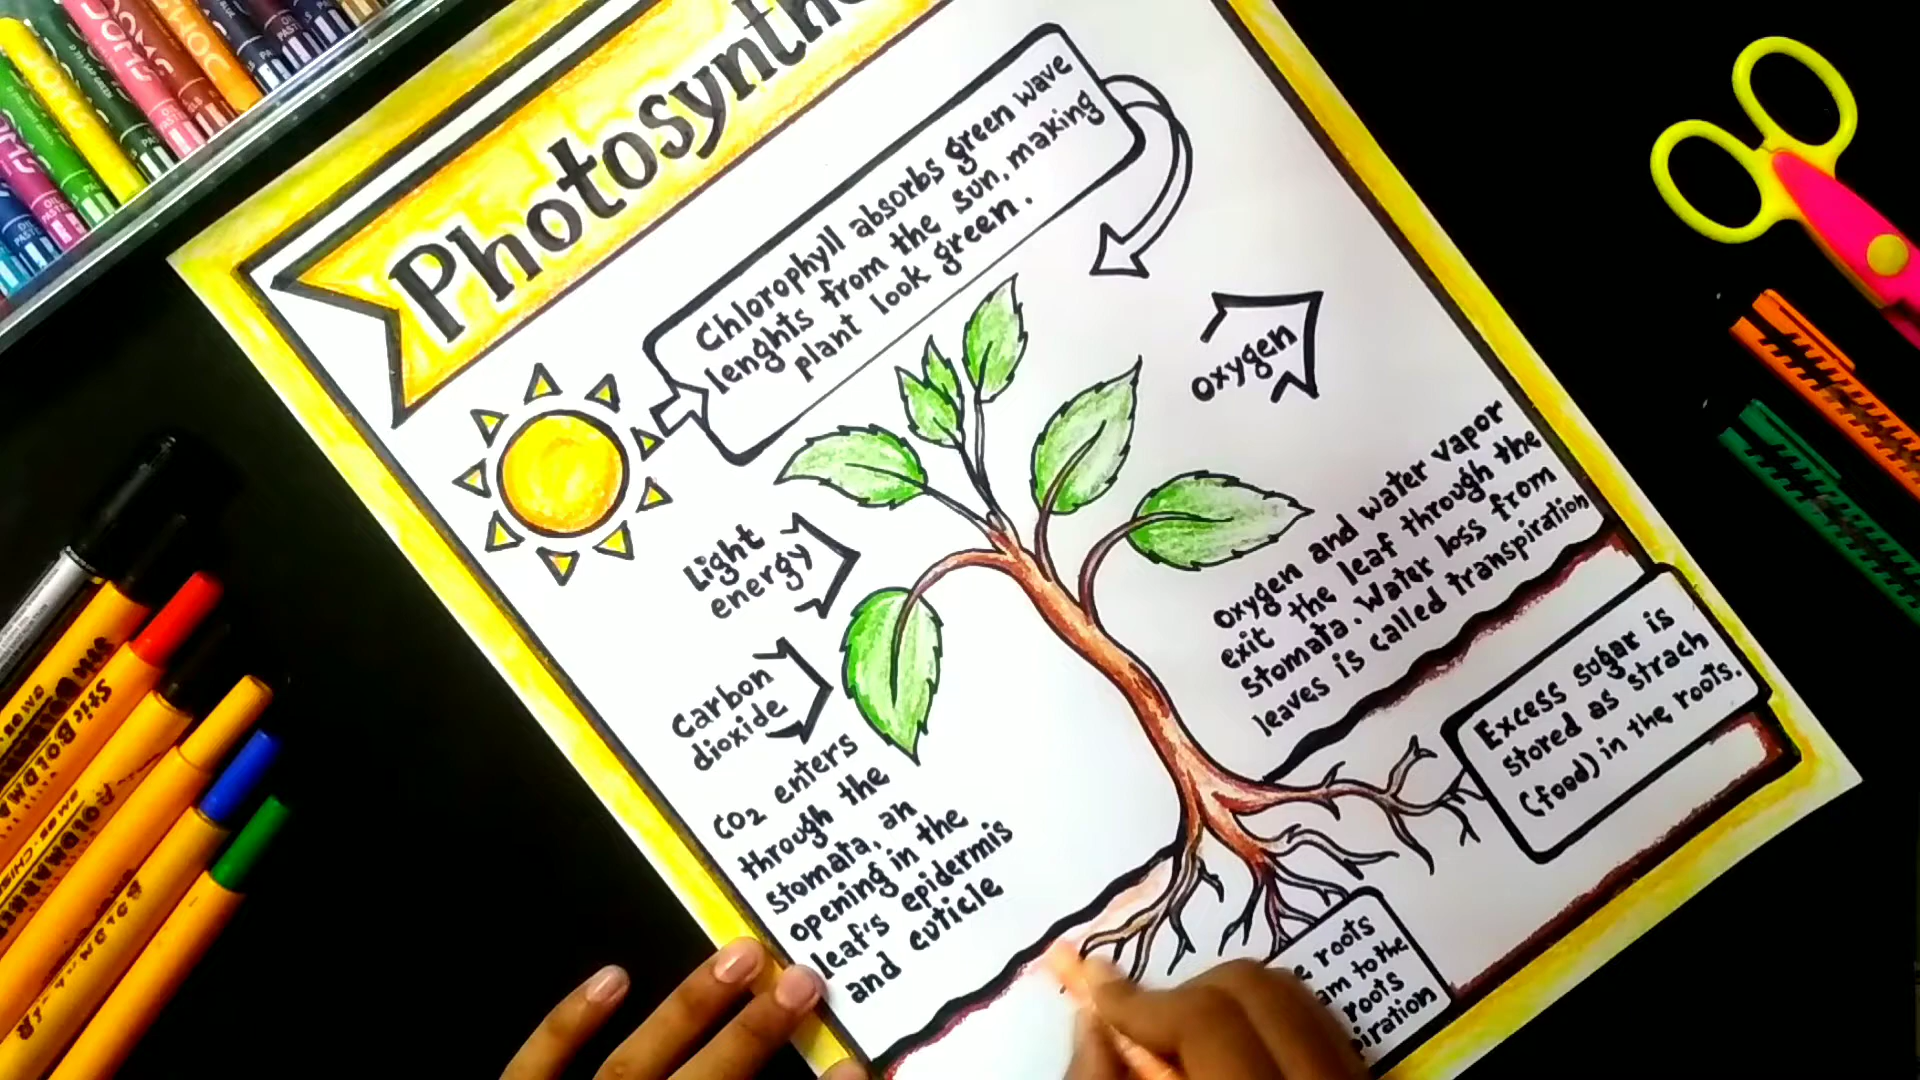 Photosynthe
Chlorophyll absorbs green wave
lenghts from the sun, making
plant look green.
oxygen
Light
energy
Carbon
dioxide
CO2 enters
through the
stomata, an
opening in the
leaf's epidermis
and cuticle
oxygen and water vapor
exit the leaf through the
stomata. Water loss from
leaves is called transpiration
Excess sugar is
stored as strach
(food) in the roots.
roots
to the
roots